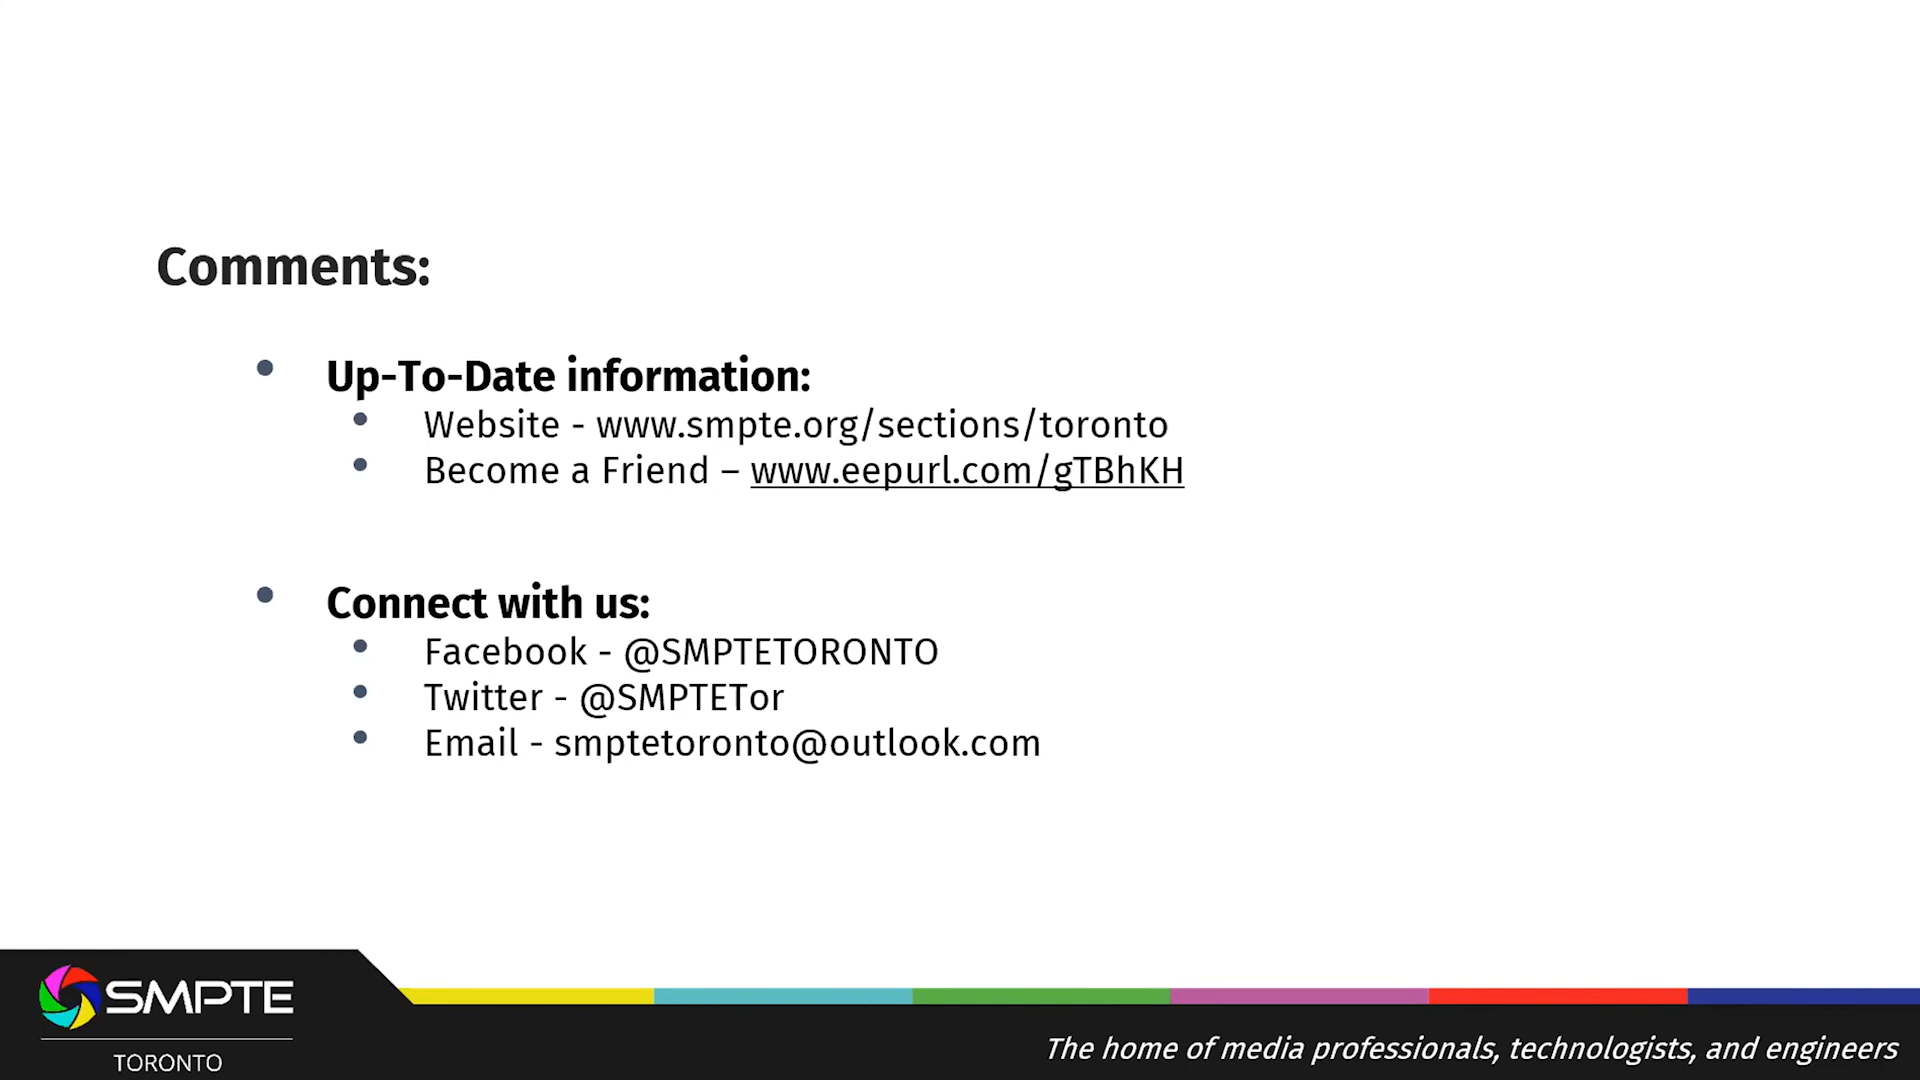 Comments:
Up-To-Date information:
Website - www.smpte.org/sections/toronto
Become a Friend – www.eepurl.com/gTBhKH
Connect with us:
Facebook - @SMPTETORONTO
Twitter - @SMPTETor
Email - smptetoronto@outlook.com
SMPTE
TORONTO
The home of media professionals, technologists, and engineers